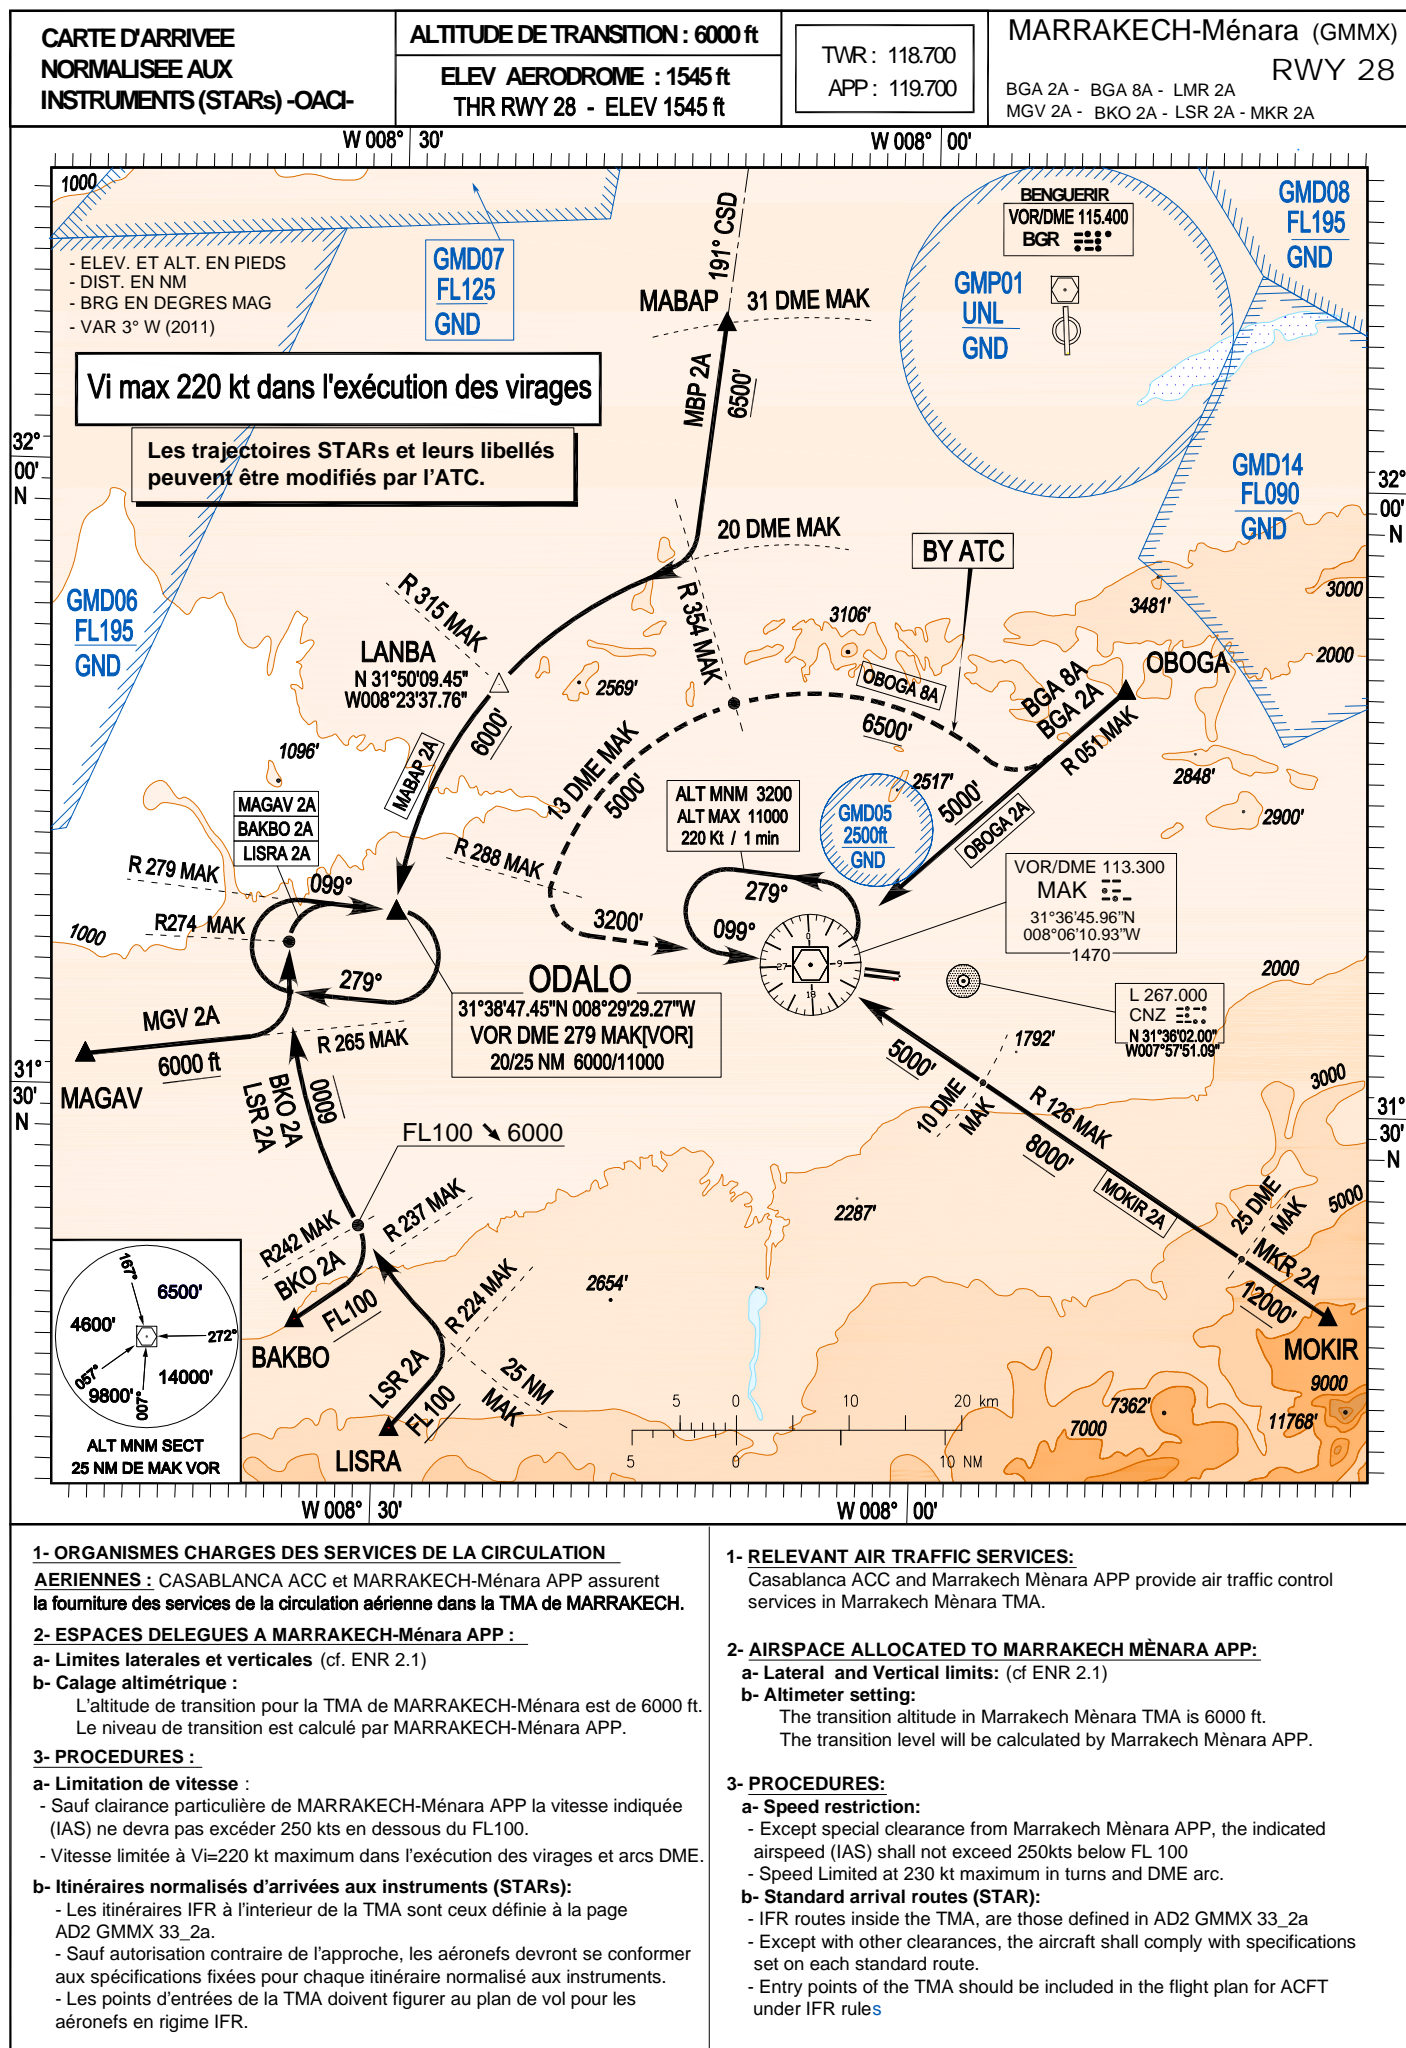 CARTE D'ARRIVEE
NORMALISEE AUX
INSTRUMENTS (STARs) -OACI-
ALTITUDE DE TRANSITION : 6000 ft
ELEV AERODROME : 1545 ft
THR RWY 28 - ELEV 1545 ft
TWR : 118.700
APP : 119.700
MARRAKECH-Ménara (GMMX)
RWY 28
BGA 2A - BGA 8A - LMR 2A
MGV 2A - BKO 2A - LSR 2A - MKR 2A
W 008° 30'
W 008° 00'
1000
- ELEV. ET ALT. EN PIEDS
- DIST. EN NM
- BRG EN DEGRES MAG
- VAR 3° W (2011)
GMD07
FL125
GND
191° CSD
MABAP
31 DME MAK
BENGUERIR
VOR/DME 115.400
BGR
GMP01
UNL
GND
GMD08
FL195
GND
Vi max 220 kt dans l'exécution des virages
Les trajectoires STARs et leurs libellés
peuvent être modifiés par l'ATC.
MBP 2A
6500'
32°
00'
N
GMD14
FL090
GND
32°
00'
N
20 DME MAK
BY ATC
GMD06
FL195
GND
R 315 MAK
LANBA
N 31°50'09.45"
W008°23'37.76"
R 354 MAK
2569'
3106'
3481'
3000
2000
OBOGA
OBOGA 8A
6500'
BGA 8A
BGA 2A
R 051 MAK
6000'
MABAP 2A
1096'
13 DME MAK
5000'
ALT MNM 3200
ALT MAX 11000
220 Kt / 1 min
GMD05
2500ft
GND
2517'
5000'
OBOGA 2A
2848'
2900'
MAGAV 2A
BAKBO 2A
LISRA 2A
R 279 MAK
099°
R274 MAK
1000
279°
R 288 MAK
3200'
279°
099°
VOR/DME 113.300
MAK
31°36'45.96"N
008°06'10.93"W
1470
0
9
18
27
ODALO
31°38'47.45"N 008°29'29.27"W
VOR DME 279 MAK[VOR]
20/25 NM 6000/11000
2000
L 267.000
CNZ
N 31°36'02.00"
W007°57'51.09"
MGV 2A
6000 ft
MAGAV
R 265 MAK
31°
30'
N
BKO 2A
LSR 2A
6000
FL100 ➘ 6000
5000'
1792'
10 DME
MAK
R 126 MAK
8000'
MOKIR 2A
3000
31°
30'
N
R242 MAK
R 237 MAK
BKO 2A
FL100
BAKBO
R 224 MAK
LSR 2A
FL100
LISRA
25 NM
MAK
2654'
2287'
25 DME
MAK
MKR 2A
12000'
MOKIR
5000
9000
11768'
7362'
7000
167°
6500'
4600'
272°
057°
14000'
9800'
007°
ALT MNM SECT
25 NM DE MAK VOR
5 0 10 20 km
5 0 10 NM
W 008° 30'
W 008° 00'
1- ORGANISMES CHARGES DES SERVICES DE LA CIRCULATION
AERIENNES : CASABLANCA ACC et MARRAKECH-Ménara APP assurent
la fourniture des services de la circulation aérienne dans la TMA de MARRAKECH.
2- ESPACES DELEGUES A MARRAKECH-Ménara APP :
a- Limites laterales et verticales (cf. ENR 2.1)
b- Calage altimétrique :
L'altitude de transition pour la TMA de MARRAKECH-Ménara est de 6000 ft.
Le niveau de transition est calculé par MARRAKECH-Ménara APP.
3- PROCEDURES :
a- Limitation de vitesse :
- Sauf clairance particulière de MARRAKECH-Ménara APP la vitesse indiquée
(IAS) ne devra pas excéder 250 kts en dessous du FL100.
- Vitesse limitée à Vi=220 kt maximum dans l'exécution des virages et arcs DME.
b- Itinéraires normalisés d'arrivées aux instruments (STARs):
- Les itinéraires IFR à l'interieur de la TMA sont ceux définie à la page
AD2 GMMX 33_2a.
- Sauf autorisation contraire de l'approche, les aéronefs devront se conformer
aux spécifications fixées pour chaque itinéraire normalisé aux instruments.
- Les points d'entrées de la TMA doivent figurer au plan de vol pour les
aéronefs en rigime IFR.
1- RELEVANT AIR TRAFFIC SERVICES:
Casablanca ACC and Marrakech Mènara APP provide air traffic control
services in Marrakech Mènara TMA.
2- AIRSPACE ALLOCATED TO MARRAKECH MÈNARA APP:
a- Lateral and Vertical limits: (cf ENR 2.1)
b- Altimeter setting:
The transition altitude in Marrakech Mènara TMA is 6000 ft.
The transition level will be calculated by Marrakech Mènara APP.
3- PROCEDURES:
a- Speed restriction:
- Except special clearance from Marrakech Mènara APP, the indicated
airspeed (IAS) shall not exceed 250kts below FL 100
- Speed Limited at 230 kt maximum in turns and DME arc.
b- Standard arrival routes (STAR):
- IFR routes inside the TMA, are those defined in AD2 GMMX 33_2a
- Except with other clearances, the aircraft shall comply with specifications
set on each standard route.
- Entry points of the TMA should be included in the flight plan for ACFT
under IFR rules